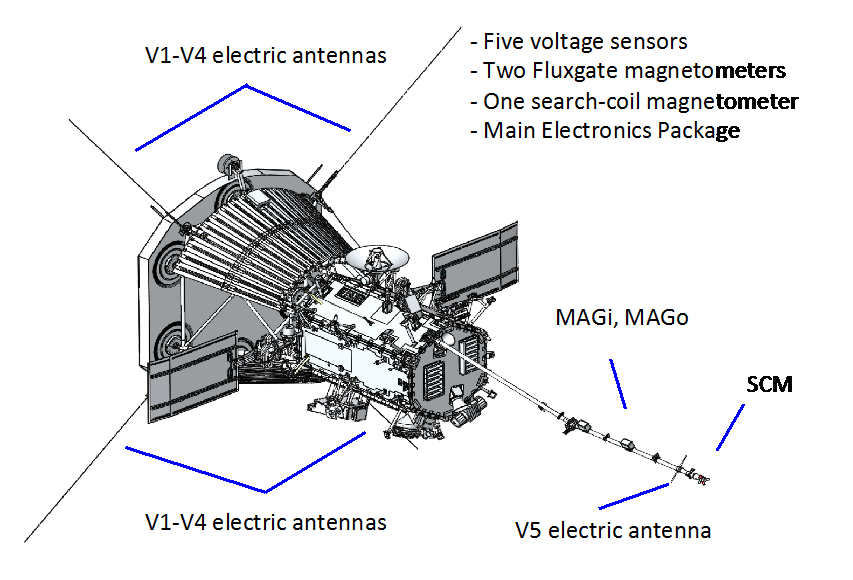 V1-V4 electric antennas
- Five voltage sensors
- Two Fluxgate magnetometers
- One search-coil magnetometer
- Main Electronics Package
MAGi, MAGo
SCM
V1-V4 electric antennas
V5 electric antenna